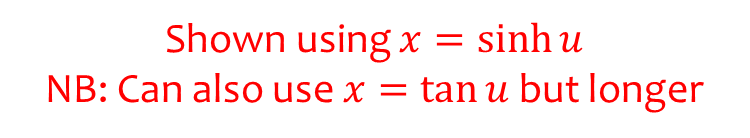 Shown using x = sinh u
NB: Can also use x = tan u but longer